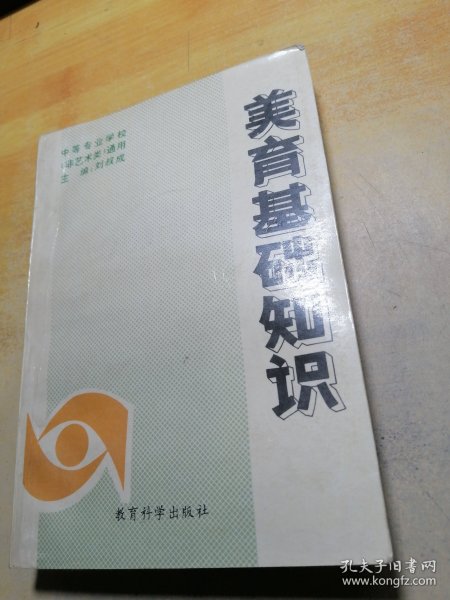 美育基础知识
中等专业学校
(非艺术类)通用
主 编:刘叔成
教育科学出版社
孔夫子旧书网
www.kongfz.com